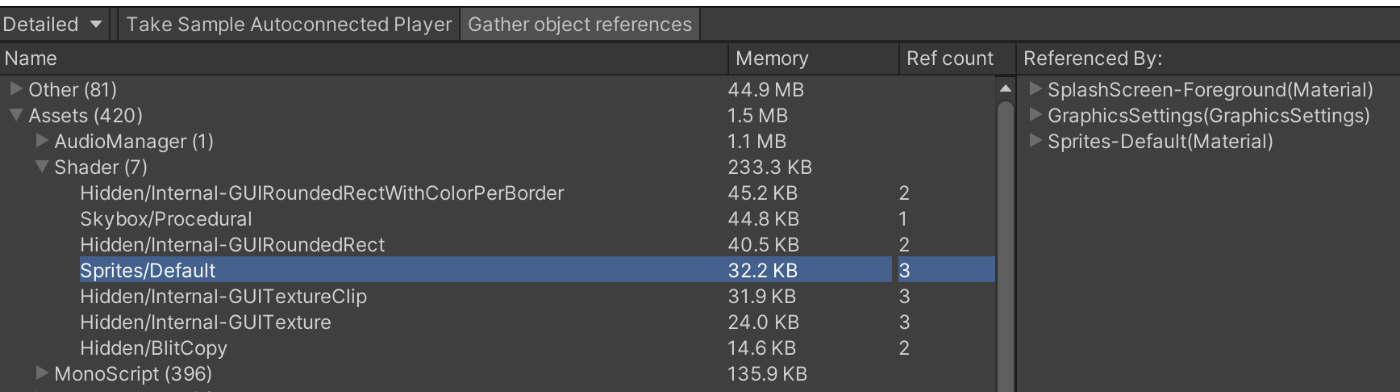 Detailed Take Sample Autoconnected Player Gather object references
Name Memory Ref count Referenced By:
Other (81) 44.9 MB SplashScreen-Foreground(Material)
Assets (420) 1.5 MB GraphicsSettings(GraphicsSettings)
AudioManager (1) 1.1 MB Sprites-Default(Material)
Shader (7) 233.3 KB
Hidden/Internal-GUIRoundedRectWithColorPerBorder 45.2 KB 2
Skybox/Procedural 44.8 KB 1
Hidden/Internal-GUIRoundedRect 40.5 KB 2
Sprites/Default 32.2 KB 3
Hidden/Internal-GUITextureClip 31.9 KB 3
Hidden/Internal-GUITexture 24.0 KB 3
Hidden/BlitCopy 14.6 KB 2
MonoScript (396) 135.9 KB